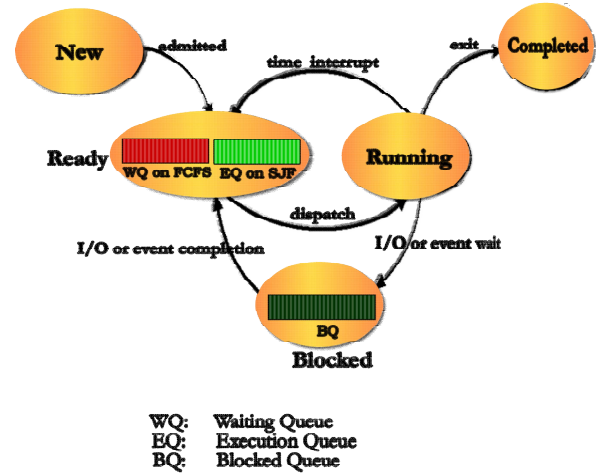 New
admitted
time interrupt
exit
Completed
Ready
WQ on FCFS
EQ on SJF
Running
dispatch
I/O or event completion
I/O or event wait
BQ
Blocked
WQ: Waiting Queue
EQ: Execution Queue
BQ: Blocked Queue